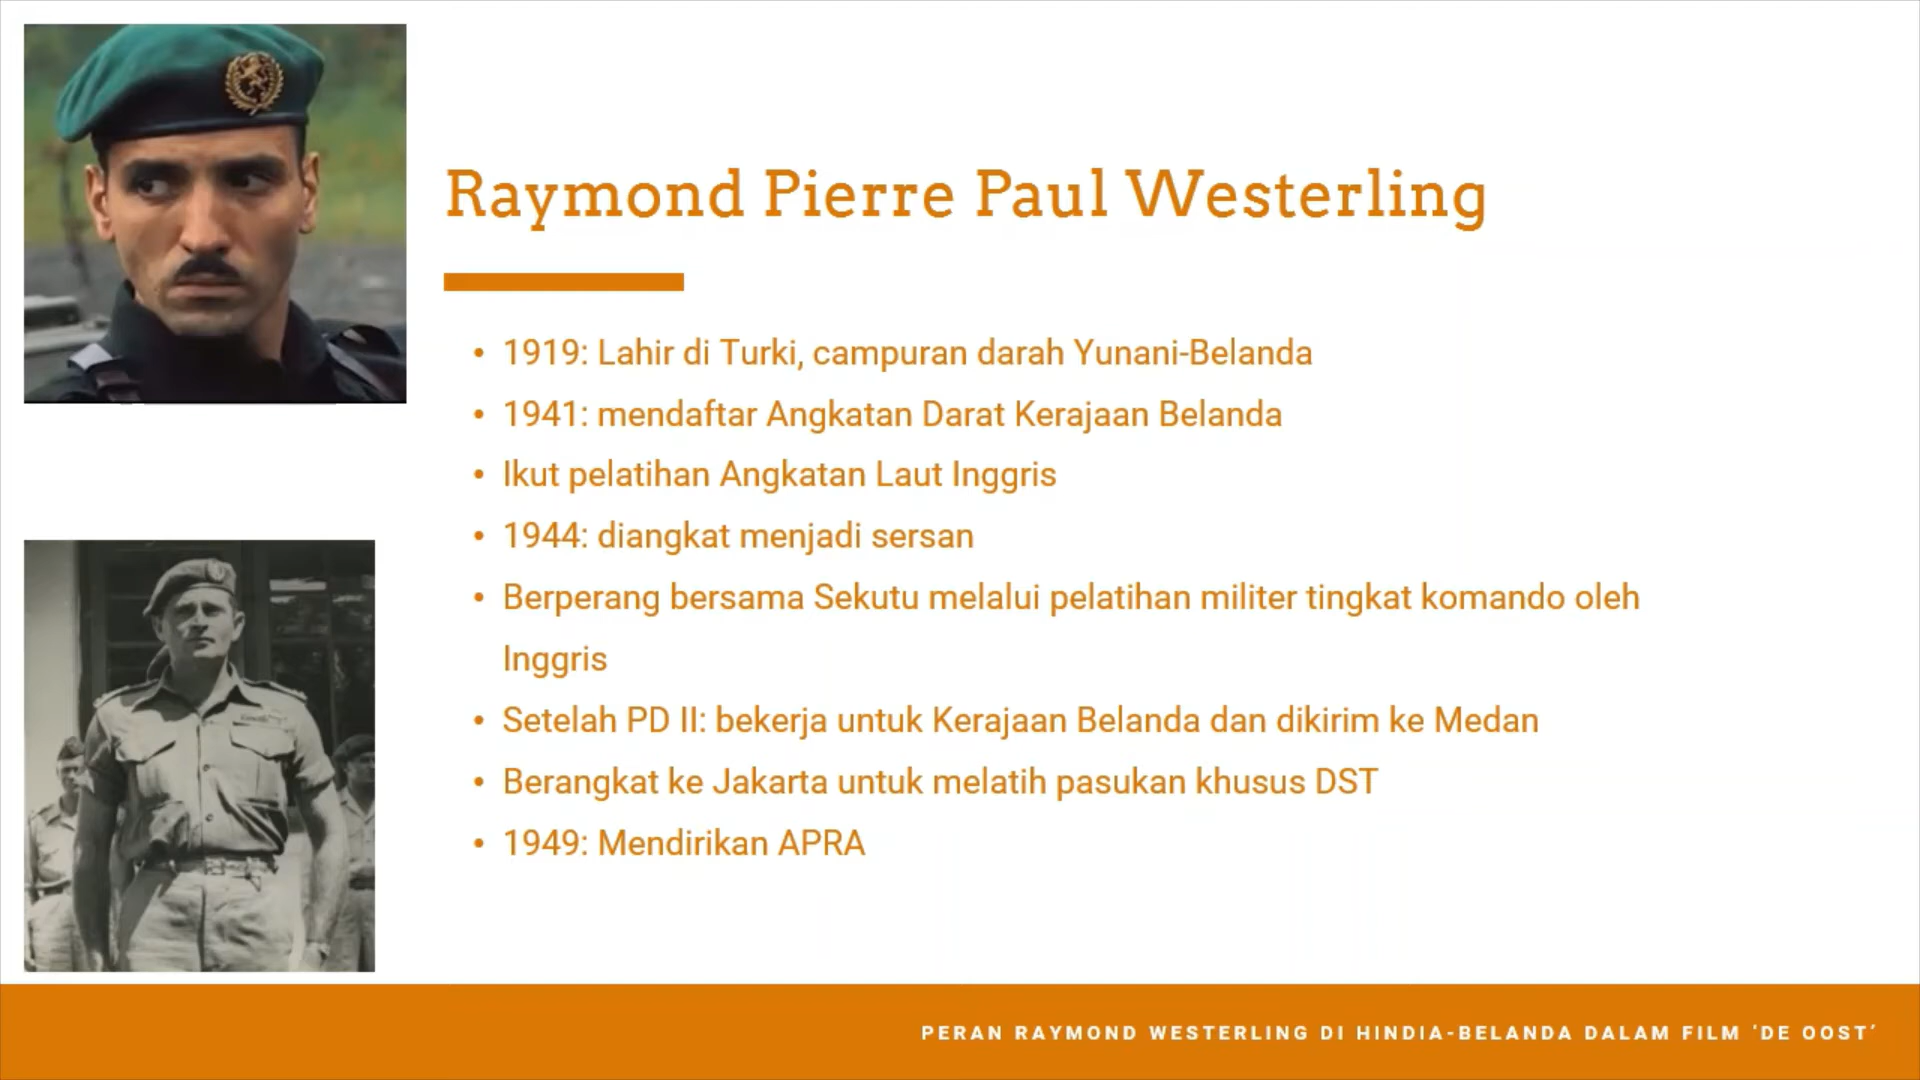 Raymond Pierre Paul Westerling
• 1919: Lahir di Turki, campuran darah Yunani-Belanda
• 1941: mendaftar Angkatan Darat Kerajaan Belanda
• Ikut pelatihan Angkatan Laut Inggris
• 1944: diangkat menjadi sersan
• Berperang bersama Sekutu melalui pelatihan militer tingkat komando oleh
Inggris
• Setelah PD II: bekerja untuk Kerajaan Belanda dan dikirim ke Medan
• Berangkat ke Jakarta untuk melatih pasukan khusus DST
• 1949: Mendirikan APRA
PERAN RAYMOND WESTERLING DI HINDIA-BELANDA DALAM FILM ‘DE OOST’